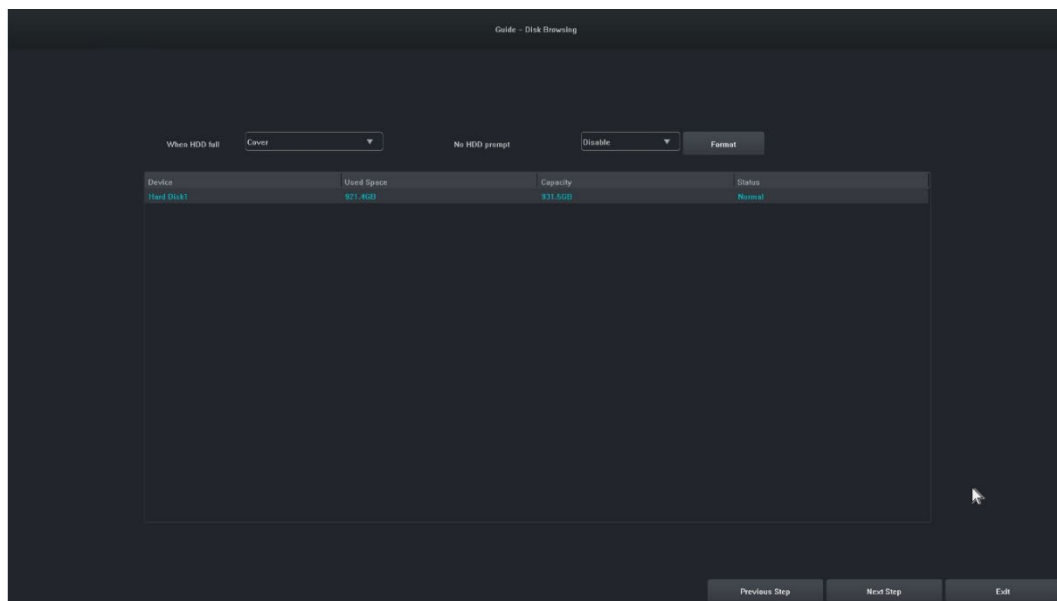 Guide - Disk Browsing
When HDD full Cover No HDD prompt Disable Format
Device Used Space Capacity Status
Hard Disk1 921.4GB 931.5GB Normal
Previous Step Next Step Exit